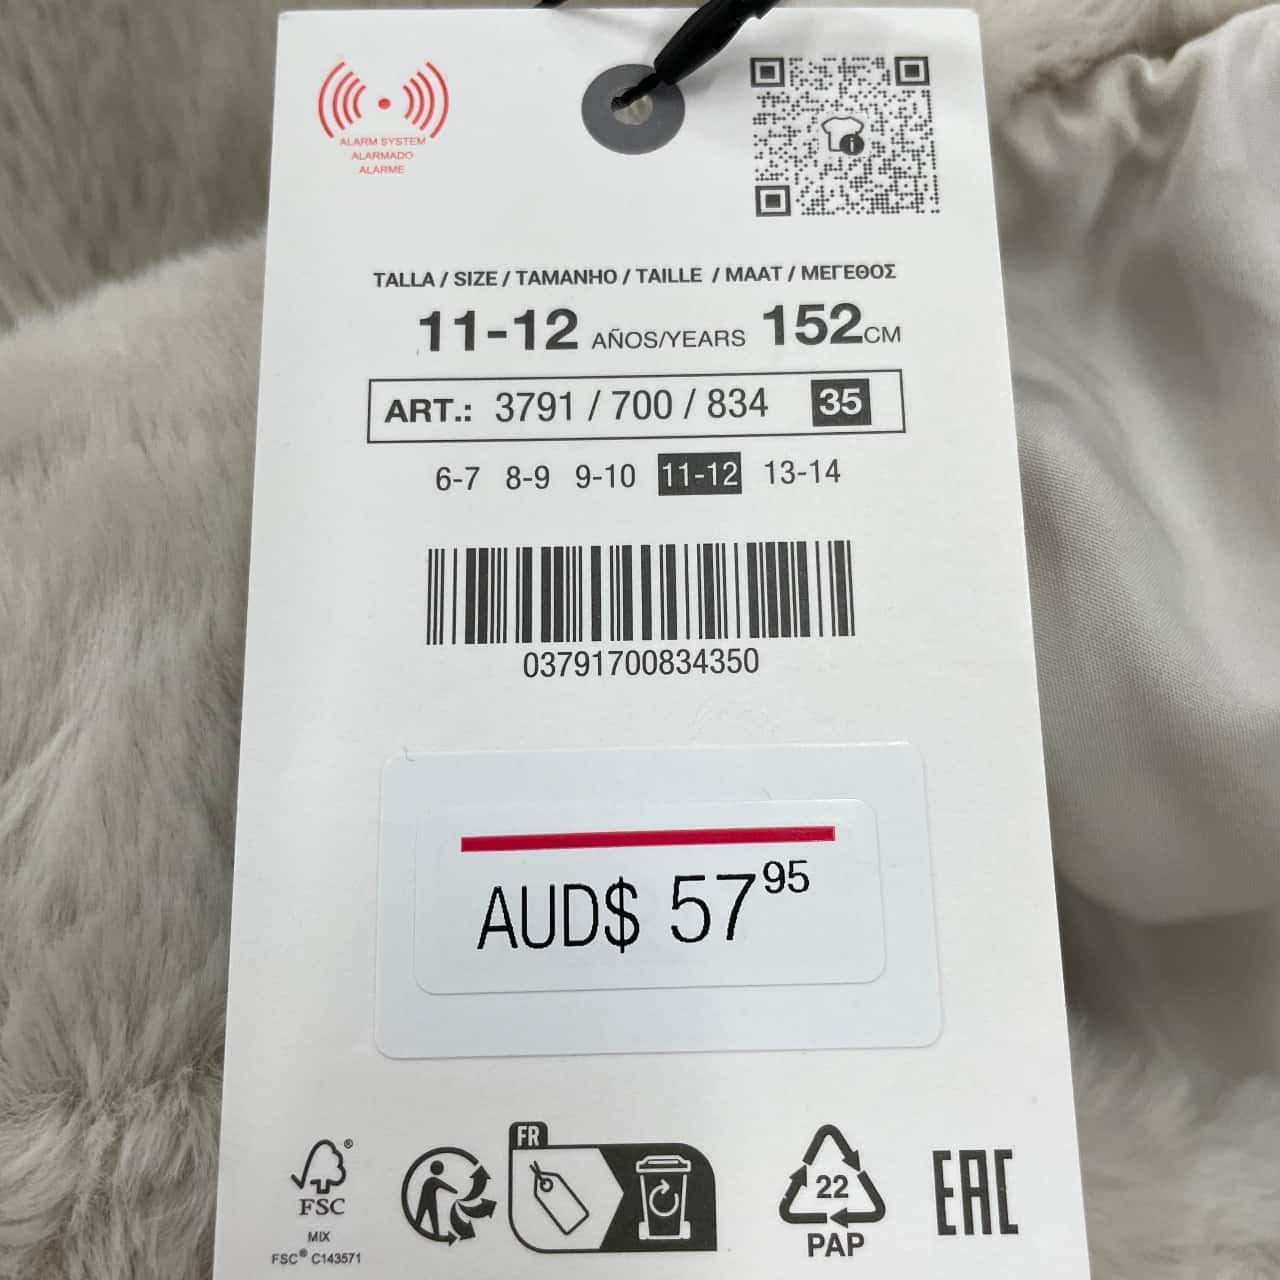 ALARM SYSTEM
ALARMADO
ALARME
TALLA / SIZE / TAMANHO / TAILLE / MAAT / ΜΕΓΕΘΟΣ
11-12 AÑOS/YEARS 152CM
ART.: 3791 / 700 / 834 35
6-7 8-9 9-10 11-12 13-14
03791700834350
AUD$ 57 95
FR
FSC®
MIX
FSC® C143571
22
PAP
EAC